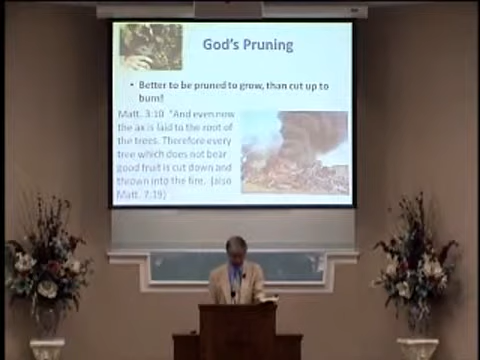 God's Pruning
• Better to be pruned to grow, than cut up to
burn!
Matt. 3:10 "And even now
the ax is laid to the root of
the trees. Therefore every
tree which does not bear
good fruit is cut down and
thrown into the fire. (also
Matt. 7:19)